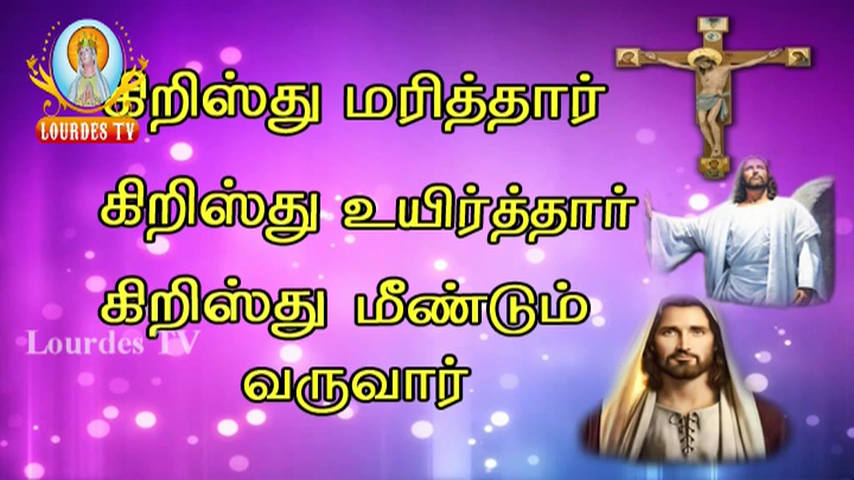 LOURDES TV
கிறிஸ்து மரித்தார்
கிறிஸ்து உயிர்த்தார்
கிறிஸ்து மீண்டும்
Lourdes TV
வருவார்